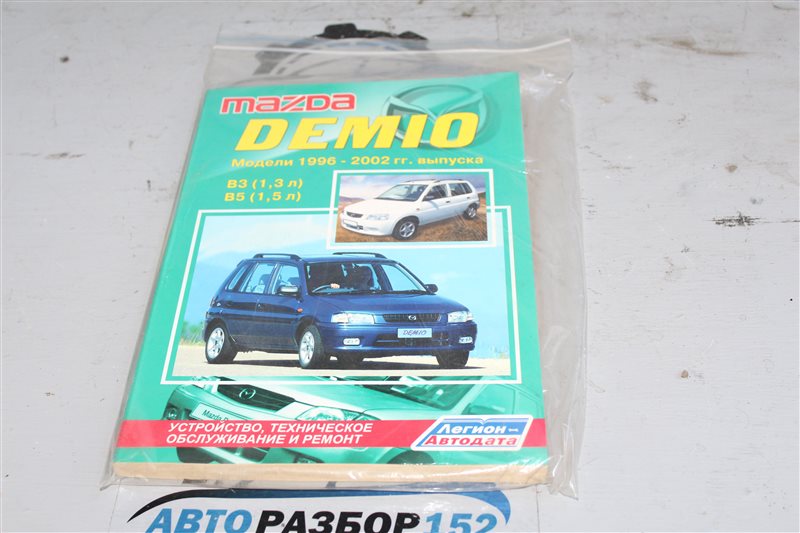 mazda
DEMIO
Модели 1996 - 2002 гг. выпуска
B3 (1,3 л)
B5 (1,5 л)
DEMIO
Mazda
УСТРОЙСТВО, ТЕХНИЧЕСКОЕ
ОБСЛУЖИВАНИЕ И РЕМОНТ
Легион
Автодата
АВТОРАЗБОР152